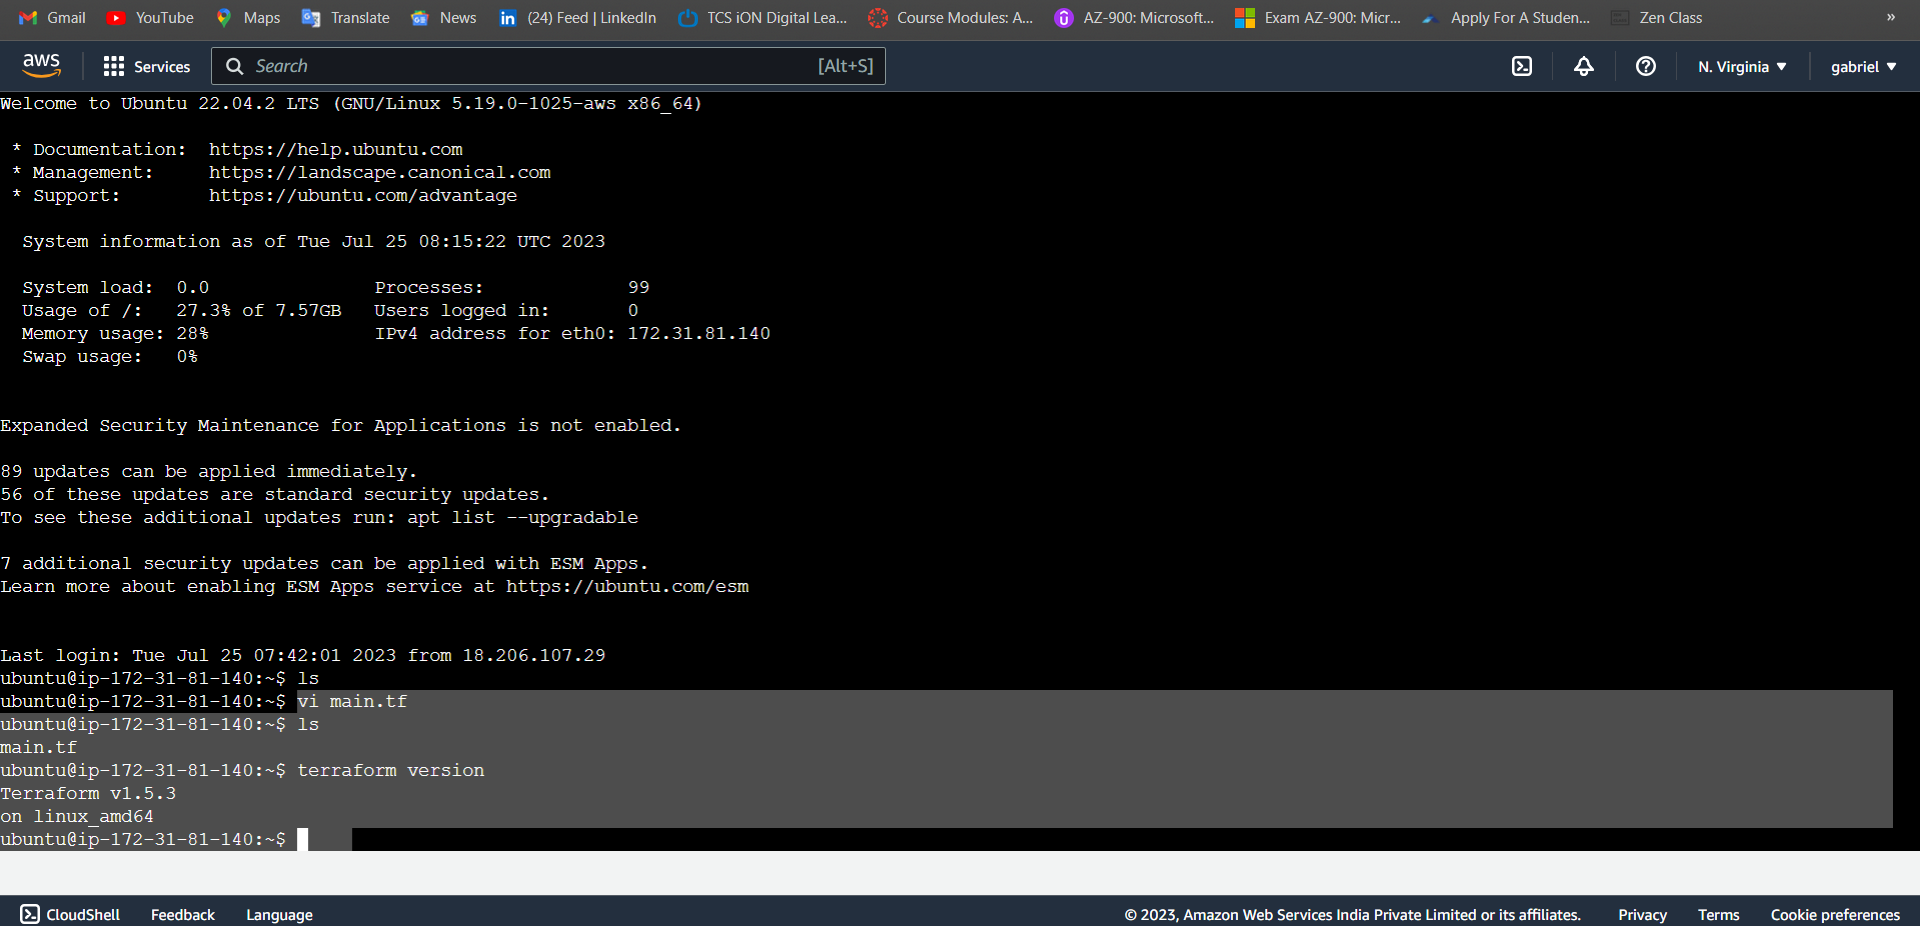 Gmail YouTube Maps Translate News (24) Feed | LinkedIn TCS iON Digital Lea... Course Modules: A... AZ-900: Microsoft... Exam AZ-900: Micr... Apply For A Studen... Zen Class »
aws Services Search [Alt+S] N. Virginia gabriel
Welcome to Ubuntu 22.04.2 LTS (GNU/Linux 5.19.0-1025-aws x86_64)
* Documentation: https://help.ubuntu.com
* Management: https://landscape.canonical.com
* Support: https://ubuntu.com/advantage
System information as of Tue Jul 25 08:15:22 UTC 2023
System load: 0.0 Processes: 99
Usage of /: 27.3% of 7.57GB Users logged in: 0
Memory usage: 28% IPv4 address for eth0: 172.31.81.140
Swap usage: 0%
Expanded Security Maintenance for Applications is not enabled.
89 updates can be applied immediately.
56 of these updates are standard security updates.
To see these additional updates run: apt list --upgradable
7 additional security updates can be applied with ESM Apps.
Learn more about enabling ESM Apps service at https://ubuntu.com/esm
Last login: Tue Jul 25 07:42:01 2023 from 18.206.107.29
ubuntu@ip-172-31-81-140:~$ ls
ubuntu@ip-172-31-81-140:~$ vi main.tf
ubuntu@ip-172-31-81-140:~$ ls
main.tf
ubuntu@ip-172-31-81-140:~$ terraform version
Terraform v1.5.3
on linux_amd64
ubuntu@ip-172-31-81-140:~$
CloudShell Feedback Language © 2023, Amazon Web Services India Private Limited or its affiliates. Privacy Terms Cookie preferences